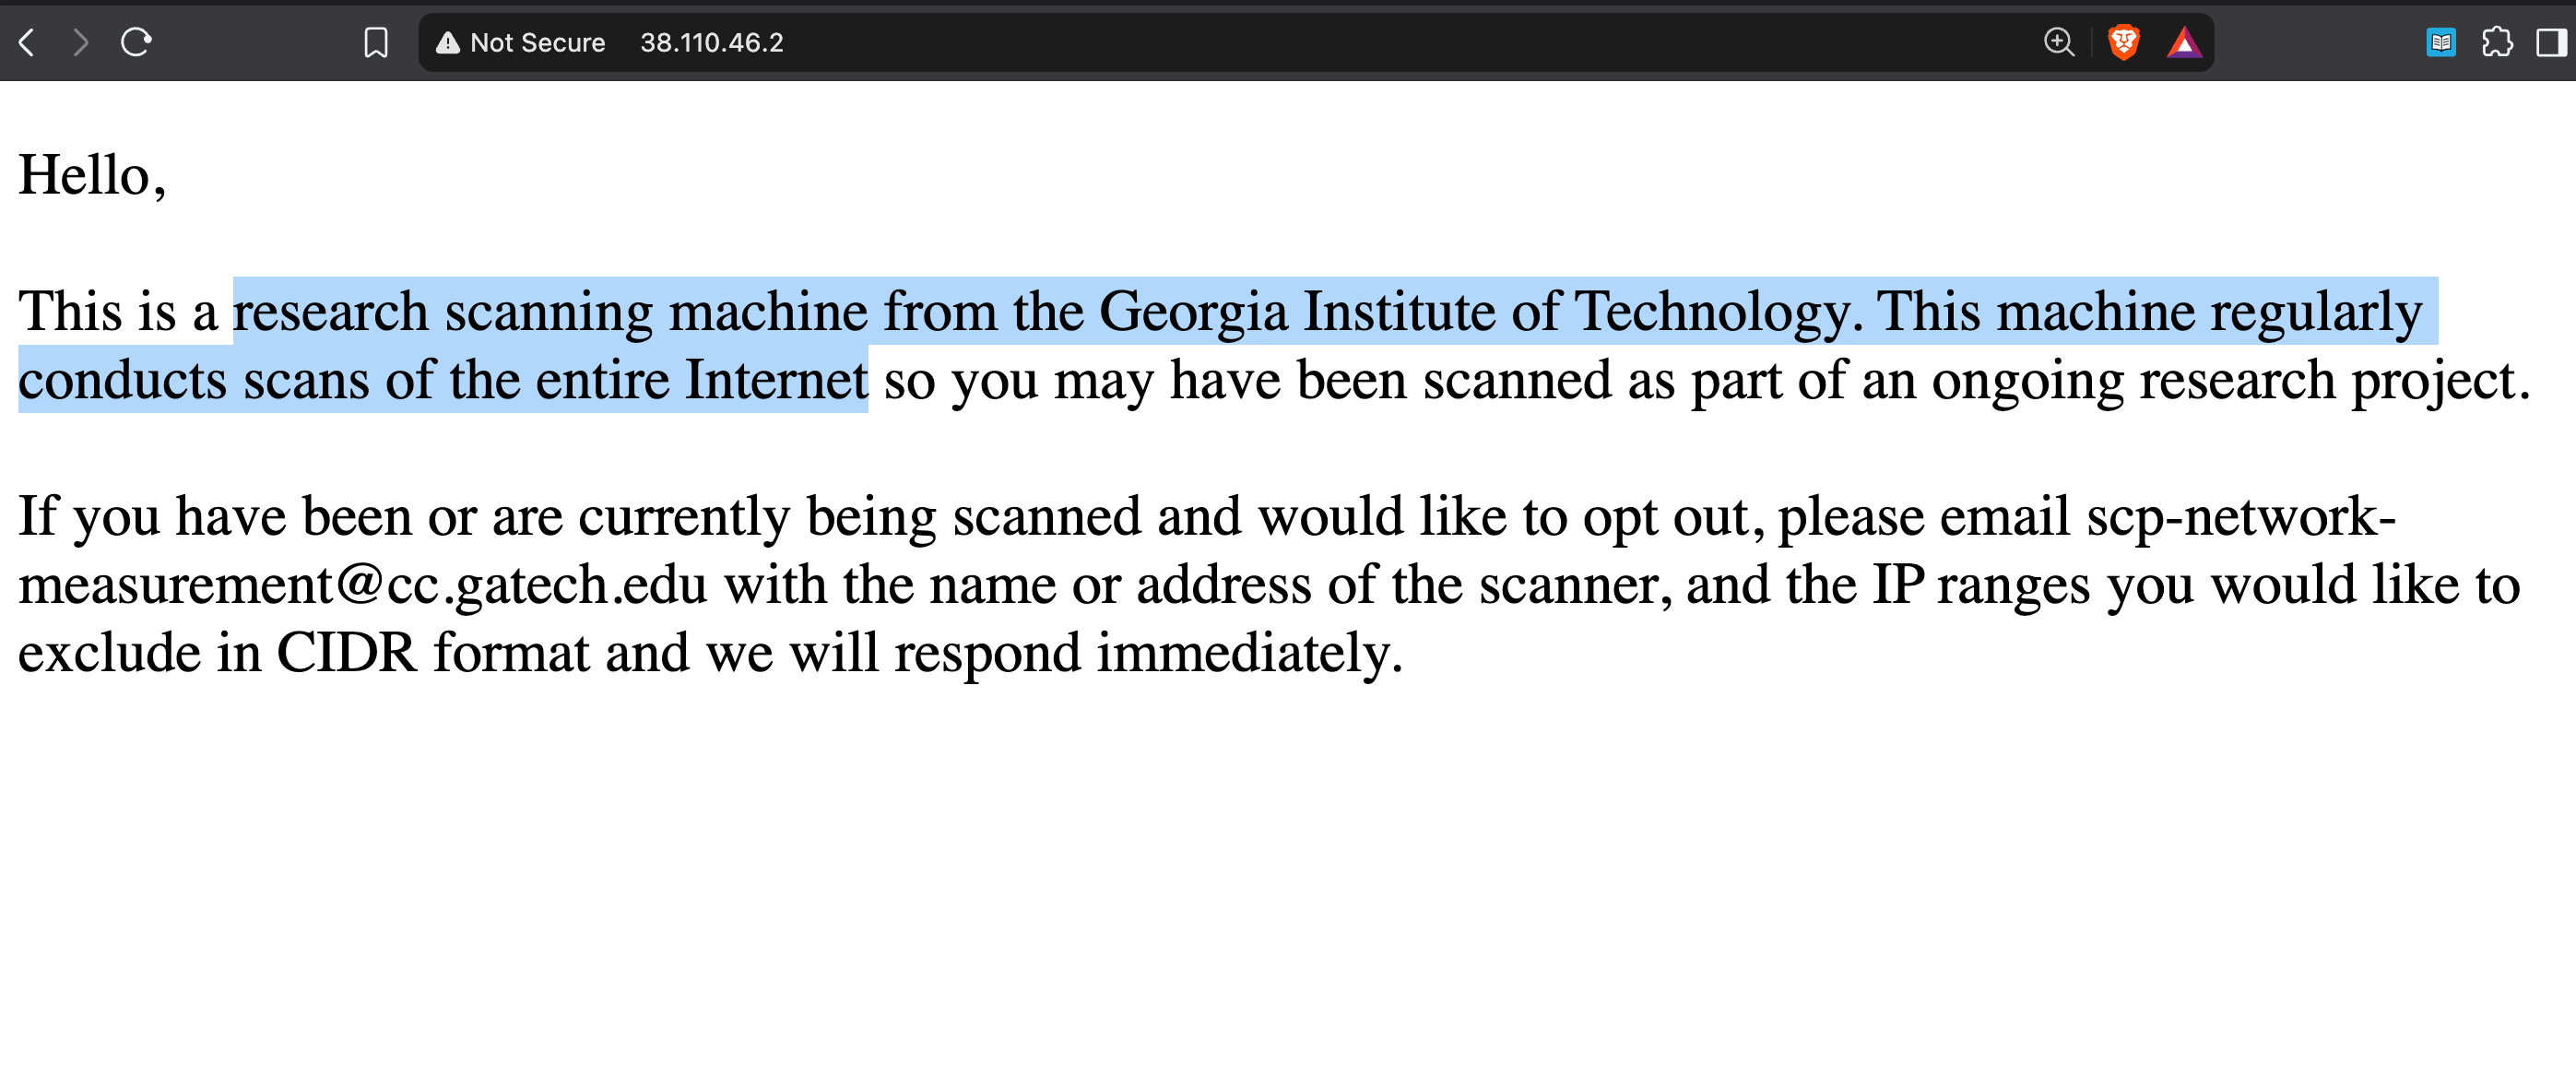 Not Secure 38.110.46.2
Hello,
This is a research scanning machine from the Georgia Institute of Technology. This machine regularly
conducts scans of the entire Internet so you may have been scanned as part of an ongoing research project.
If you have been or are currently being scanned and would like to opt out, please email scp-network-
measurement@cc.gatech.edu with the name or address of the scanner, and the IP ranges you would like to
exclude in CIDR format and we will respond immediately.